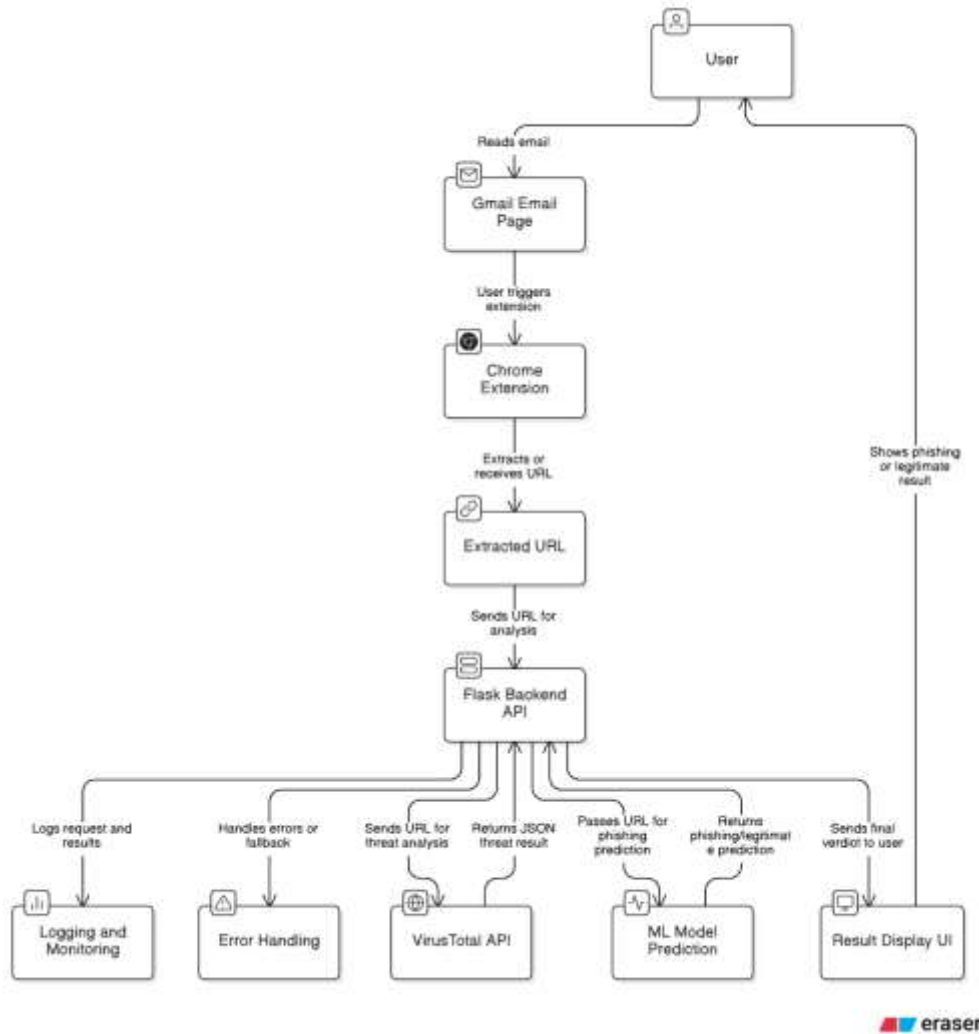 User
Reads email
Gmail Email
Page
User triggers
extension
Chrome
Extension
Extracts or
receives URL
Shows phishing
or legitimate
result
Extracted URL
Sends URL for
analysis
Flask Backend
API
Logs request and
results
Handles errors or
fallback
Sends URL for
threat analysis
Returns JSON
threat result
Passes URL for
phishing
prediction
Returns
phishing/legitimat
e prediction
Sends final
verdict to user
Logging and
Monitoring
Error Handling
VirusTotal API
ML Model
Prediction
Result Display UI
eraser